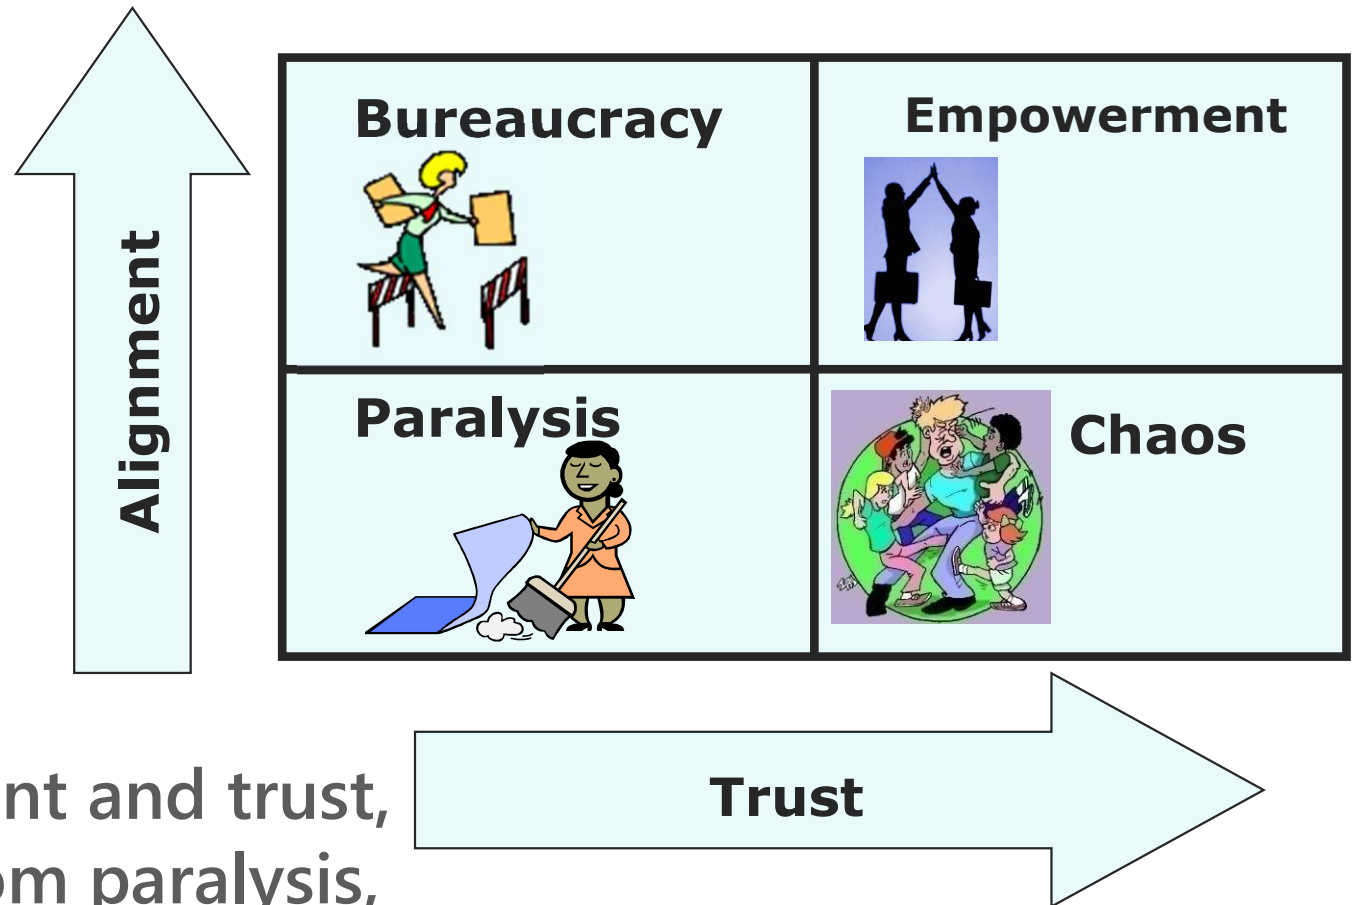 Bureaucracy
Empowerment
Alignment
Paralysis
Chaos
Trust
nt and trust,
om paralysis,